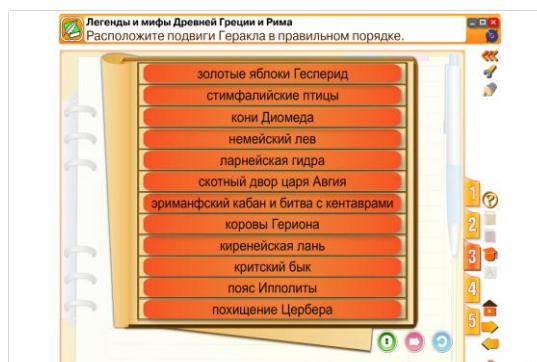 Легенды и мифы Древней Греции и Рима
Расположите подвиги Геракла в правильном порядке.
золотые яблоки Гесперид
стимфалийские птицы
кони Диомеда
немейский лев
ларнейская гидра
скотный двор царя Авгия
эриманфский кабан и битва с кентаврами
коровы Гериона
киренейская лань
критский бык
пояс Ипполиты
похищение Цербера
1
2
3
4
5
?
A